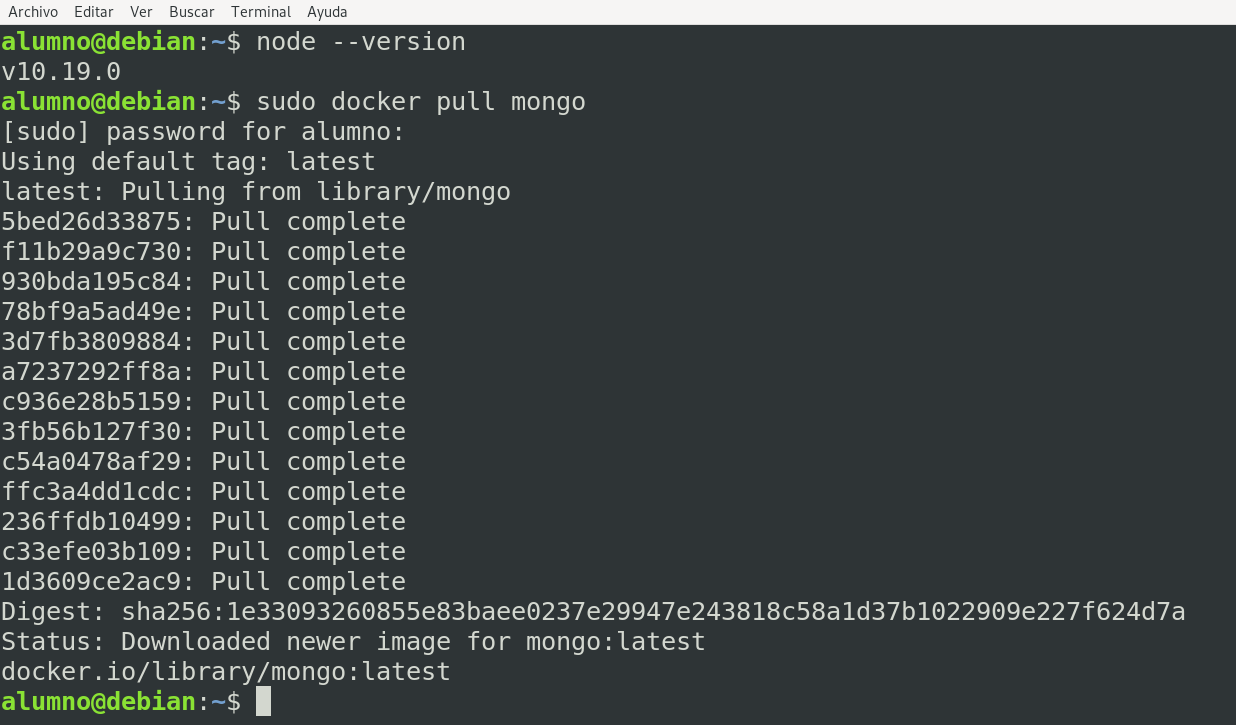 Archivo Editar Ver Buscar Terminal Ayuda
alumno@debian:~$ node --version
v10.19.0
alumno@debian:~$ sudo docker pull mongo
[sudo] password for alumno:
Using default tag: latest
latest: Pulling from library/mongo
5bed26d33875: Pull complete
f11b29a9c730: Pull complete
930bda195c84: Pull complete
78bf9a5ad49e: Pull complete
3d7fb3809884: Pull complete
a7237292ff8a: Pull complete
c936e28b5159: Pull complete
3fb56b127f30: Pull complete
c54a0478af29: Pull complete
ffc3a4dd1cdc: Pull complete
236ffdb10499: Pull complete
c33efe03b109: Pull complete
1d3609ce2ac9: Pull complete
Digest: sha256:1e33093260855e83baee0237e29947e243818c58a1d37b1022909e227f624d7a
Status: Downloaded newer image for mongo:latest
docker.io/library/mongo:latest
alumno@debian:~$